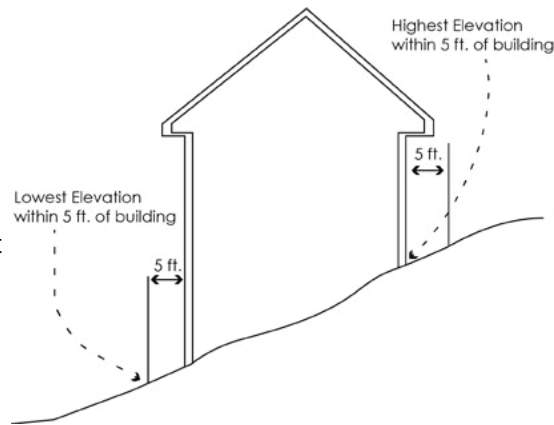 Highest Elevation
within 5 ft. of building
5 ft.
Lowest Elevation
within 5 ft. of building
5 ft.